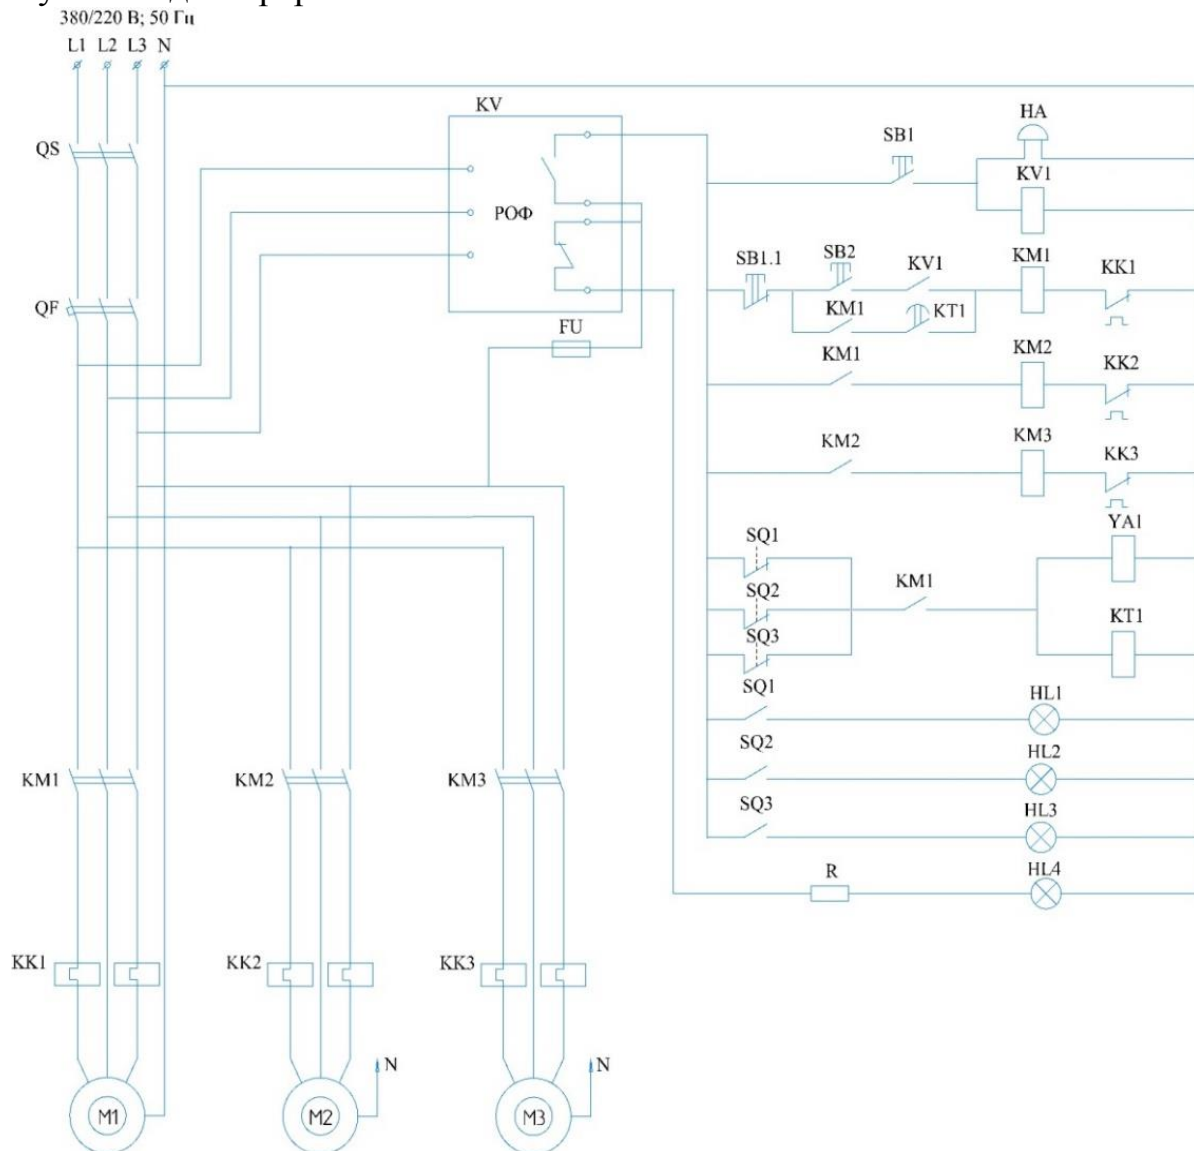 380/220 В; 50 Гц
L1 L2 L3 N
KV
HA
QS
SB1
KV1
РОФ
SB1.1
SB2
KV1
KM1
KK1
QF
KM1
KT1
FU
KM1
KM2
KK2
KM2
KM3
KK3
SQ1
YA1
SQ2
KM1
SQ3
KT1
SQ1
HL1
SQ2
HL2
KM1
KM2
KM3
SQ3
HL3
R
HL4
KK1
KK2
KK3
N
N
M1
M2
M3